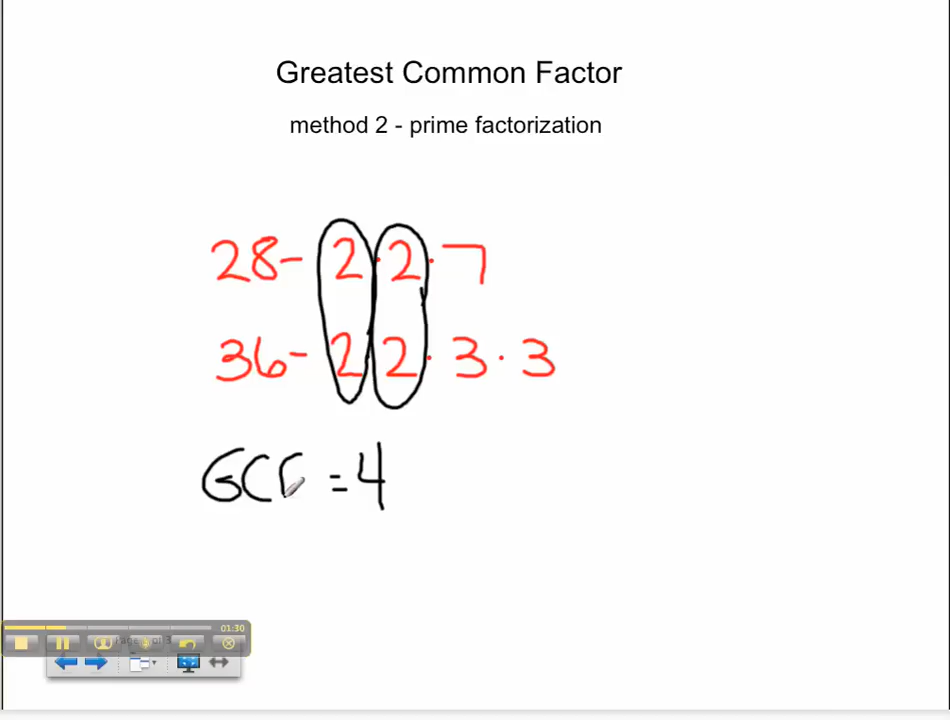 Greatest Common Factor
method 2 - prime factorization
28- 2·2·7
36- 2 2·3·3
GCF =4
01:30